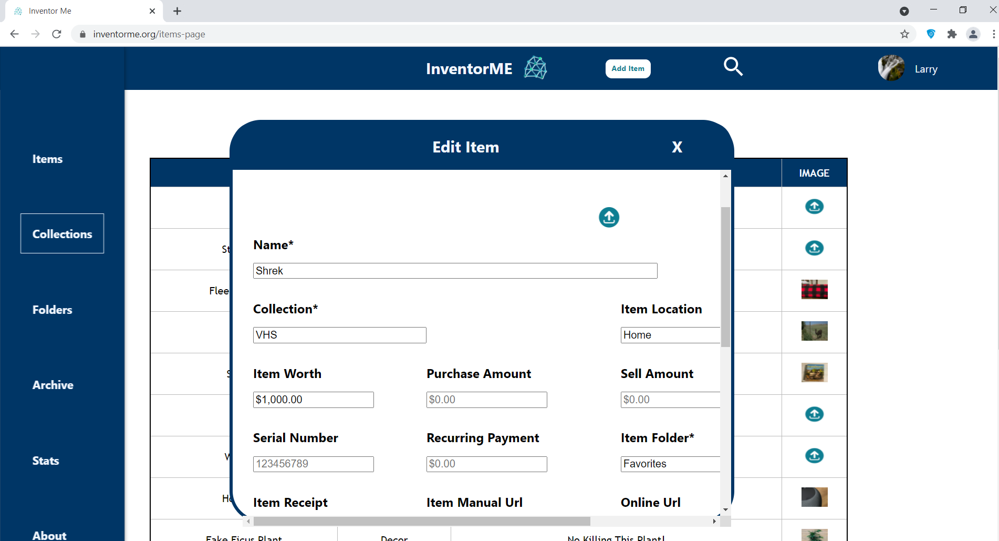 Inventor Me
inventorme.org/items-page
InventorME
Add Item
Larry
Items
Collections
Folders
Archive
Stats
About
Edit Item
X
IMAGE
Name*
Shrek
Collection*
Item Location
VHS
Home
Item Worth
Purchase Amount
Sell Amount
$1,000.00
$0.00
$0.00
Serial Number
Recurring Payment
Item Folder*
123456789
$0.00
Favorites
Item Receipt
Item Manual Url
Online Url
Fake Ficus Plant
Decor
No Killing This Plant!